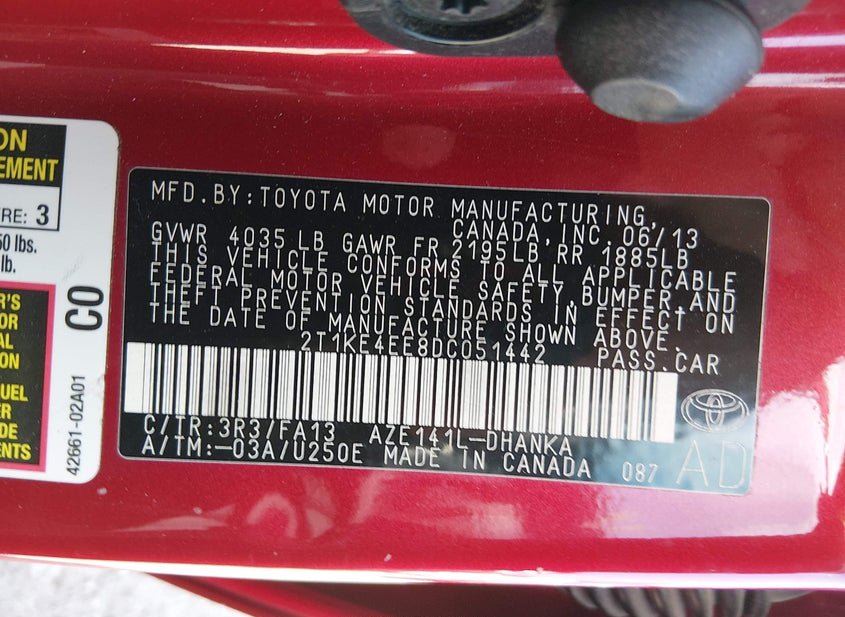 ON
EMENT
TRE: 3
50 lbs.
lb.
R'S
OR
AL
ON
UEL
ER
DE
ENTS
CO
42661-02A01
MFD.BY:TOYOTA MOTOR MANUFACTURING,
CANADA,INC.06/13
GVWR 4035LB GAWR FR 2195LB RR 1885LB
THIS VEHICLE CONFORMS TO ALL APPLICABLE
FEDERAL MOTOR VEHICLE SAFETY,BUMPER,AND
THEFT PREVENTION STANDARDS IN EFFECT ON
THE DATE OF MANUFACTURE SHOWN ABOVE.
2T1KE4EE8DC051442 PASS.CAR
C/TR:3R3/FA13 AZE141L-DHANKA
A/TM:-03A/U250E MADE IN CANADA 087
AD